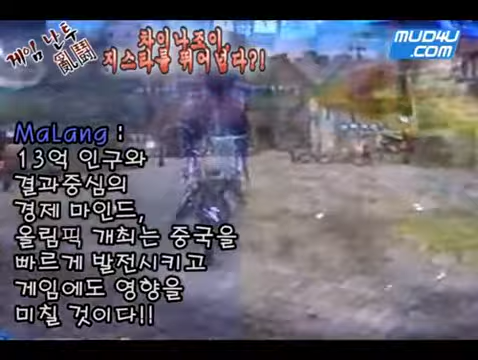 게임 난투 亂鬪
차이나조이,
지스타를 뛰어넘다?!
MUD4U
.COM
MaLang :
13억 인구와
결과중심의
경제 마인드,
올림픽 개최는 중국을
빠르게 발전시키고
게임에도 영향을
미칠 것이다!!